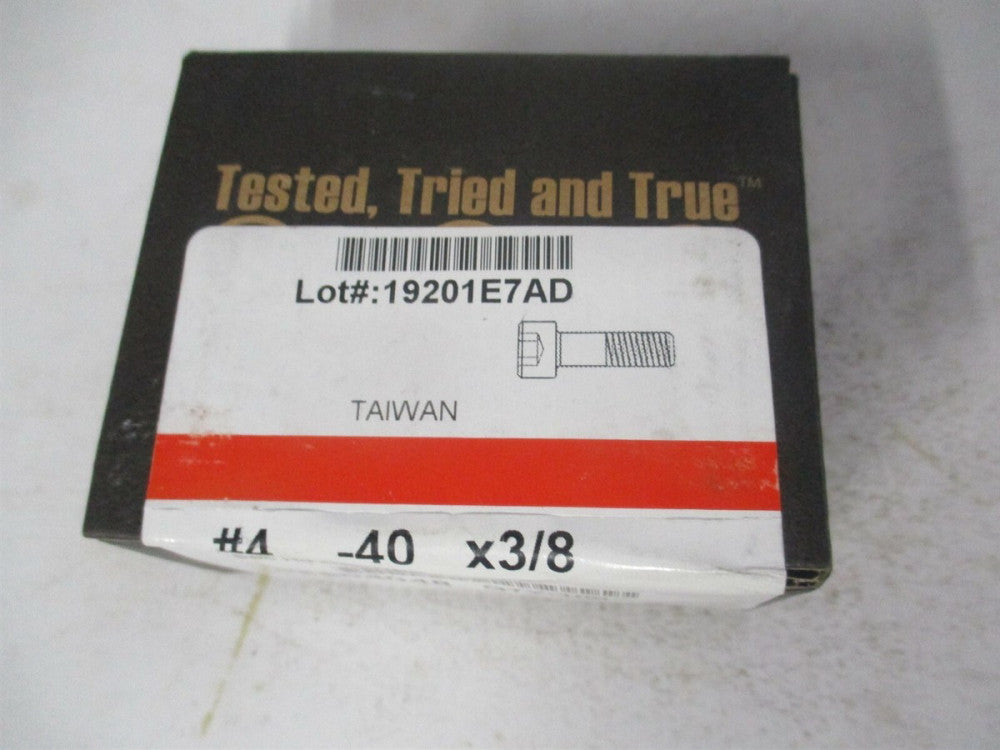 Tested, Tried and True™
Lot#:19201E7AD
TAIWAN
#4 -40 x3/8